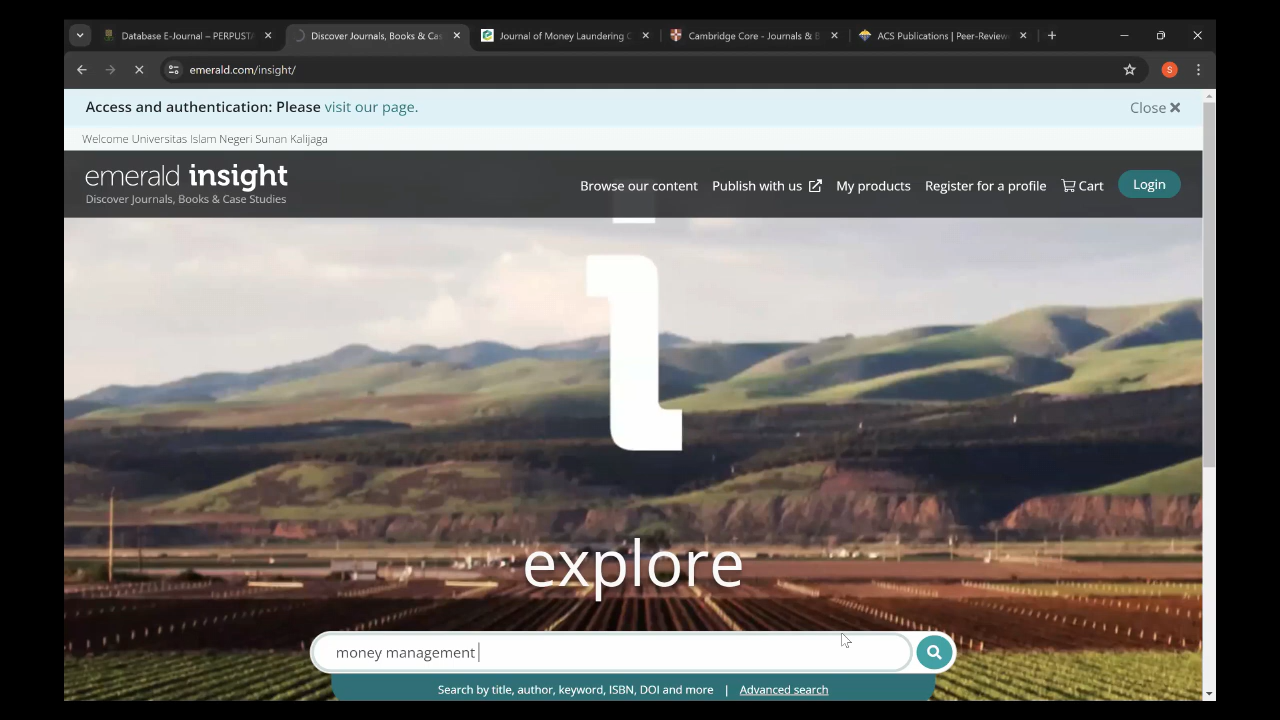 Database E-Journal – PERPUST
Discover Journals, Books & Ca
Journal of Money Laundering
Cambridge Core - Journals &
ACS Publications | Peer-Review
emerald.com/insight/
S
Access and authentication: Please visit our page.
Close
Welcome Universitas Islam Negeri Sunan Kalijaga
emerald insight
Discover Journals, Books & Case Studies
Browse our content
Publish with us
My products
Register for a profile
Cart
Login
explore
money management
Search by title, author, keyword, ISBN, DOI and more | Advanced search